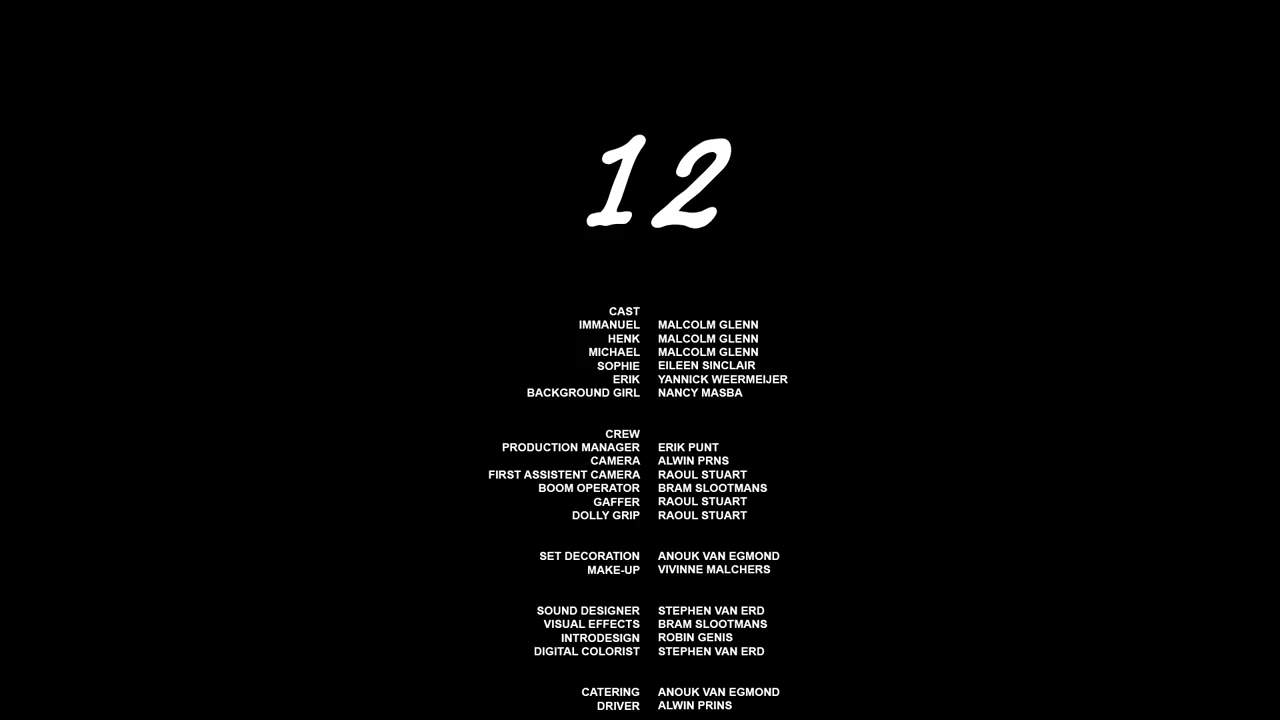 12
CAST
IMMANUEL MALCOLM GLENN
HENK MALCOLM GLENN
MICHAEL MALCOLM GLENN
SOPHIE EILEEN SINCLAIR
ERIK YANNICK WEERMEIJER
BACKGROUND GIRL NANCY MASBA
CREW
PRODUCTION MANAGER ERIK PUNT
CAMERA ALWIN PRNS
FIRST ASSISTENT CAMERA RAOUL STUART
BOOM OPERATOR BRAM SLOOTMANS
GAFFER RAOUL STUART
DOLLY GRIP RAOUL STUART
SET DECORATION ANOUK VAN EGMOND
MAKE-UP VIVINNE MALCHERS
SOUND DESIGNER STEPHEN VAN ERD
VISUAL EFFECTS BRAM SLOOTMANS
INTRODESIGN ROBIN GENIS
DIGITAL COLORIST STEPHEN VAN ERD
CATERING ANOUK VAN EGMOND
DRIVER ALWIN PRINS